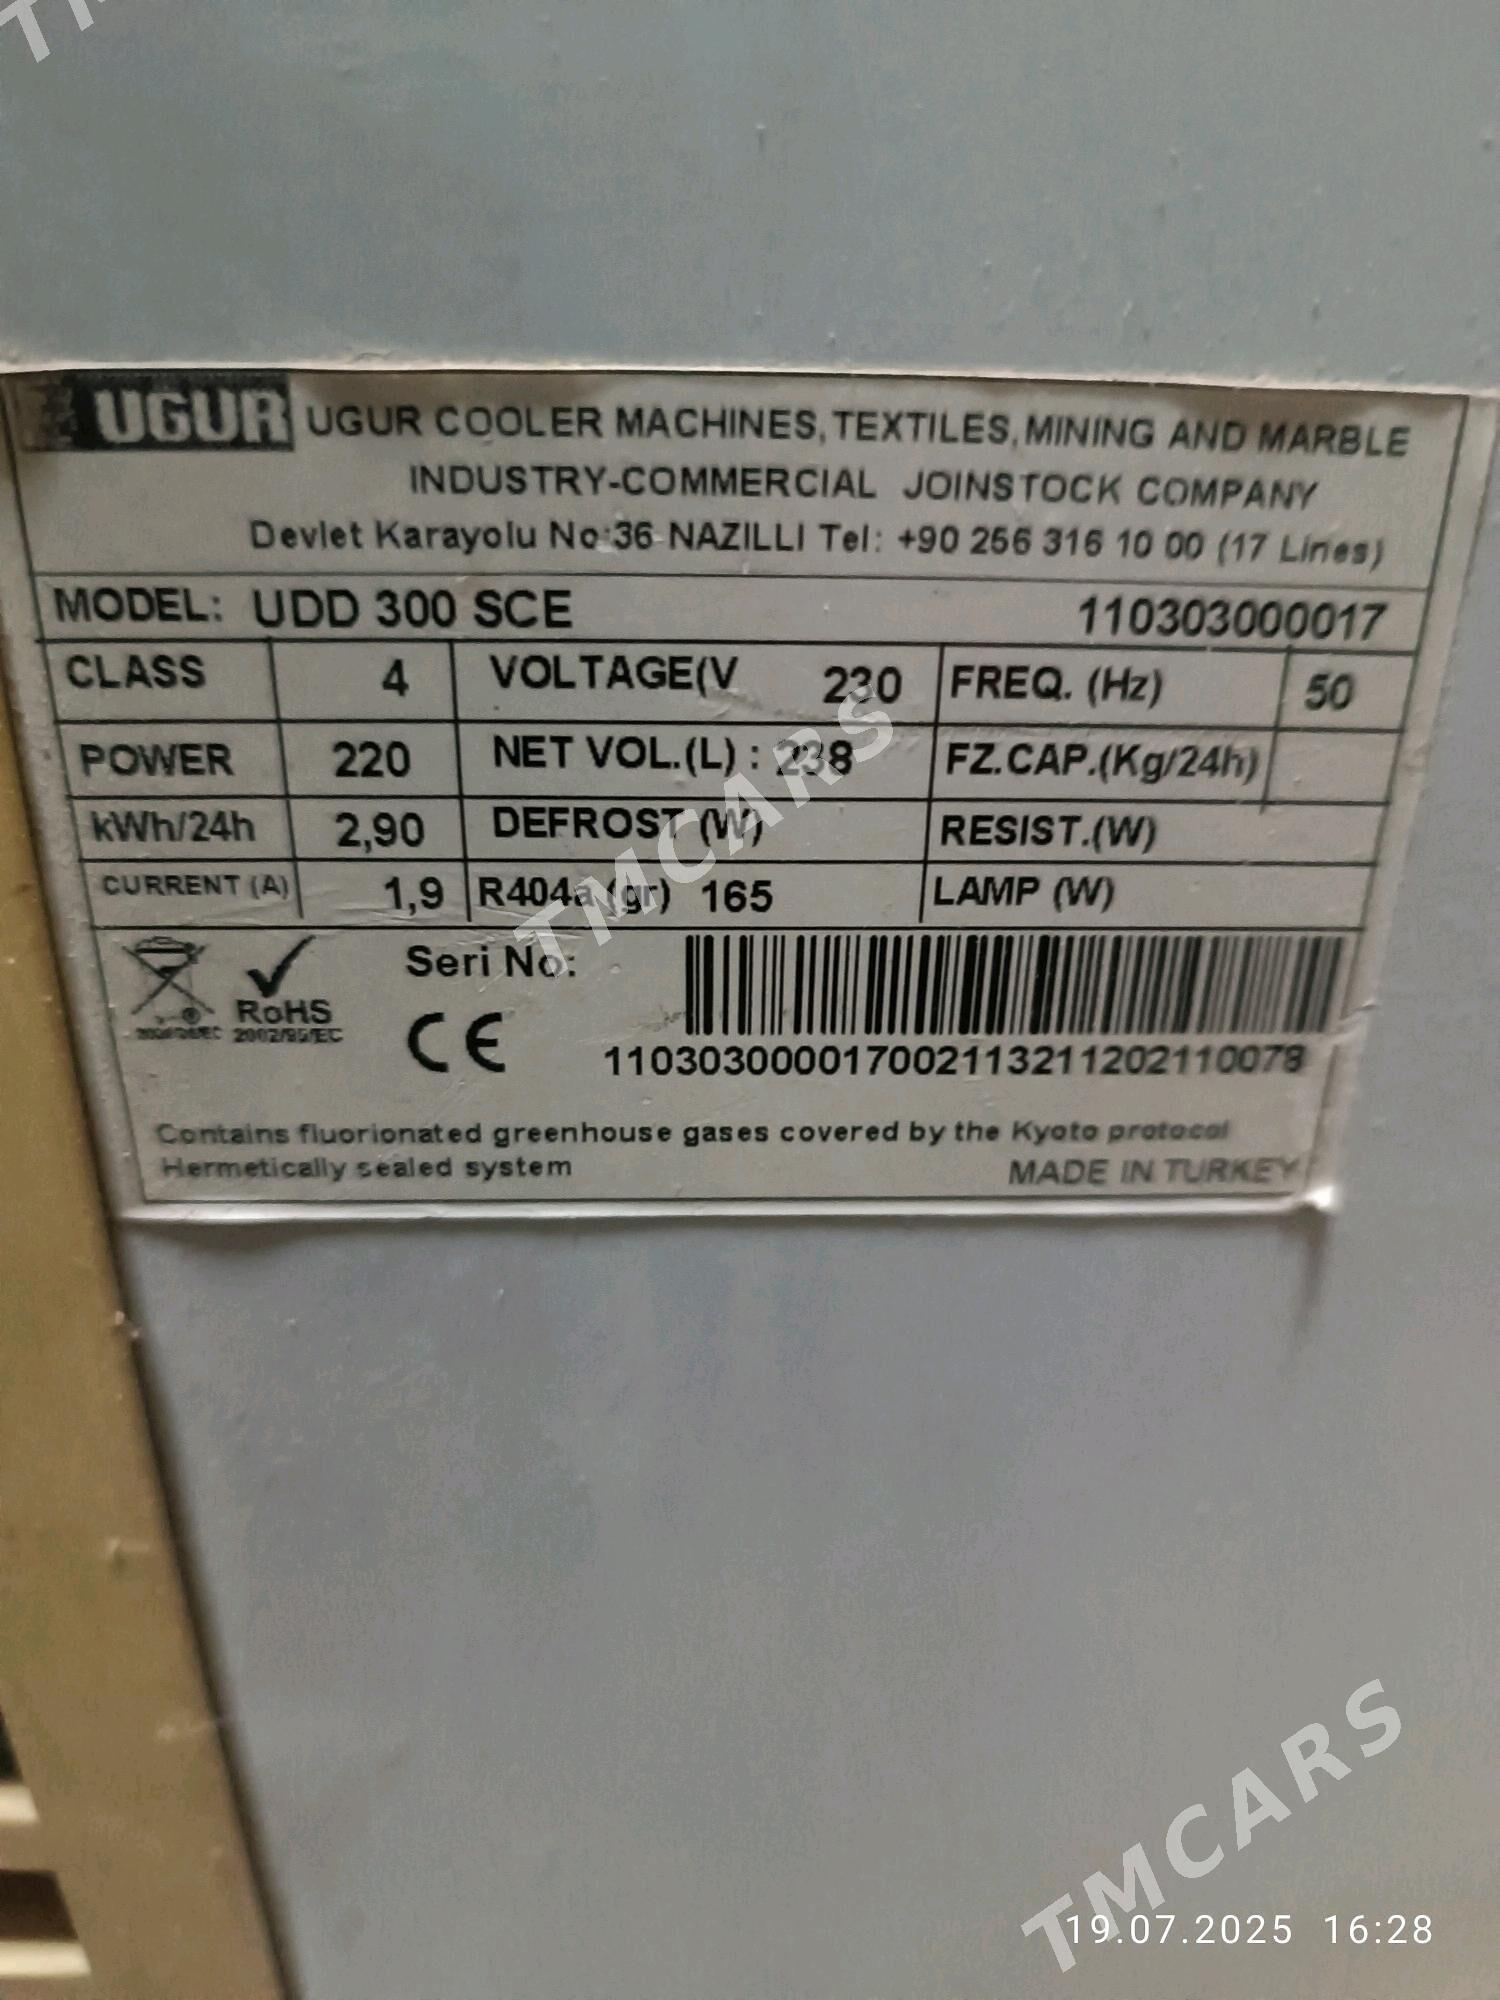 UGUR UGUR COOLER MACHINES, TEXTILES, MINING AND MARBLE
INDUSTRY-COMMERCIAL JOINSTOCK COMPANY
Devlet Karayolu No:36 NAZILLI Tel: +90 256 316 10 00 (17 Lines)
MODEL: UDD 300 SCE 110303000017
CLASS 4 VOLTAGE(V 230 FREQ. (Hz) 50
POWER 220 NET VOL.(L) : 238 FZ.CAP.(Kg/24h)
kWh/24h 2,90 DEFROST (W) RESIST.(W)
CURRENT (A) 1,9 R404a (gr) 165 LAMP (W)
Seri No:
RoHS
2002/95/EC
CE
110303000017002113211202110078
Contains fluorionated greenhouse gases covered by the Kyoto protocol
Hermetically sealed system MADE IN TURKEY
TMCARS
TMCARS
19.07.2025 16:28